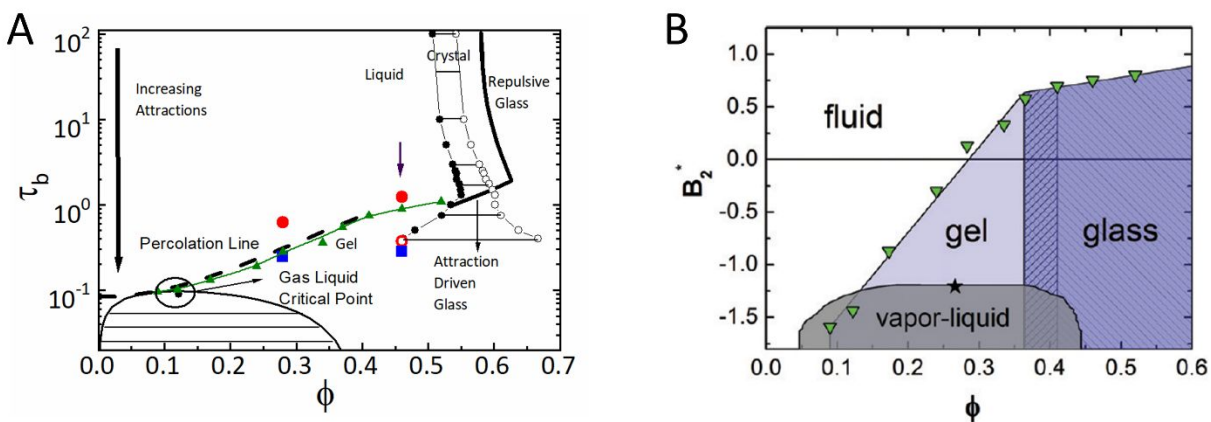 A
10²
10¹
10⁰
10⁻¹
τb
Increasing
Attractions
Liquid
Crystal
Repulsive
Glass
Percolation Line
Gel
Gas Liquid
Critical Point
Attraction
Driven
Glass
0.0 0.1 0.2 0.3 0.4 0.5 0.6 0.7
ϕ
B
1.0
0.5
0.0
-0.5
-1.0
-1.5
B₂*
fluid
gel
glass
vapor-liquid
0.0 0.1 0.2 0.3 0.4 0.5 0.6
ϕ